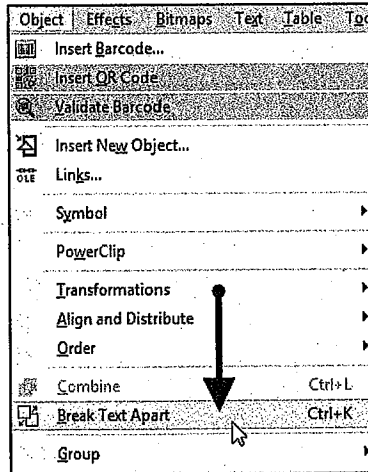 Object Effects Bitmaps Text Table
Insert Barcode...
Insert QR Code
Validate Barcode
Insert New Object...
OLE Links...
Symbol
PowerClip
Transformations
Align and Distribute
Order
Combine Ctrl+L
Break Text Apart Ctrl+K
Group